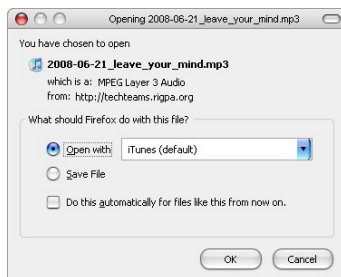 Opening 2008-06-21_leave_your_mind.mp3
You have chosen to open
2008-06-21_leave_your_mind.mp3
which is a: MPEG Layer 3 Audio
from: http://techteams.rigpa.org
What should Firefox do with this file?
Open with iTunes (default)
Save File
Do this automatically for files like this from now on.
OK Cancel